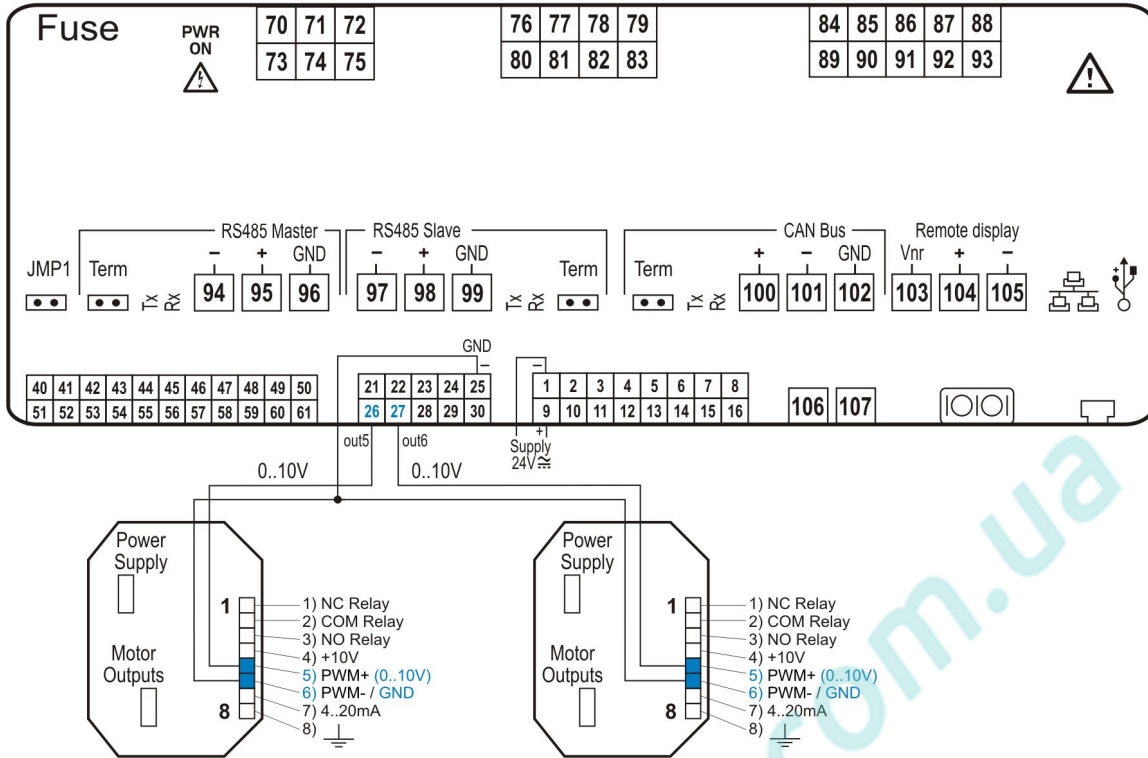 Fuse
PWR
ON
70 71 72
73 74 75
76 77 78 79
80 81 82 83
84 85 86 87 88
89 90 91 92 93
RS485 Master
RS485 Slave
CAN Bus
Remote display
JMP1
Term
Tx
Rx
− + GND
94 95 96
− + GND
97 98 99
Tx
Rx
Term
Term
Tx
Rx
+ − GND
100 101 102
Vnr + −
103 104 105
GND
−
−
40 41 42 43 44 45 46 47 48 49 50
51 52 53 54 55 56 57 58 59 60 61
21 22 23 24 25
26 27 28 29 30
1 2 3 4 5 6 7 8
9 10 11 12 13 14 15 16
106 107
out5
out6
+
Supply
24V
0..10V
0..10V
Power
Supply
Motor
Outputs
1
8
1) NC Relay
2) COM Relay
3) NO Relay
4) +10V
5) PWM+ (0..10V)
6) PWM- / GND
7) 4..20mA
8)
Power
Supply
Motor
Outputs
1
8
1) NC Relay
2) COM Relay
3) NO Relay
4) +10V
5) PWM+ (0..10V)
6) PWM- / GND
7) 4..20mA
8)
com.ua